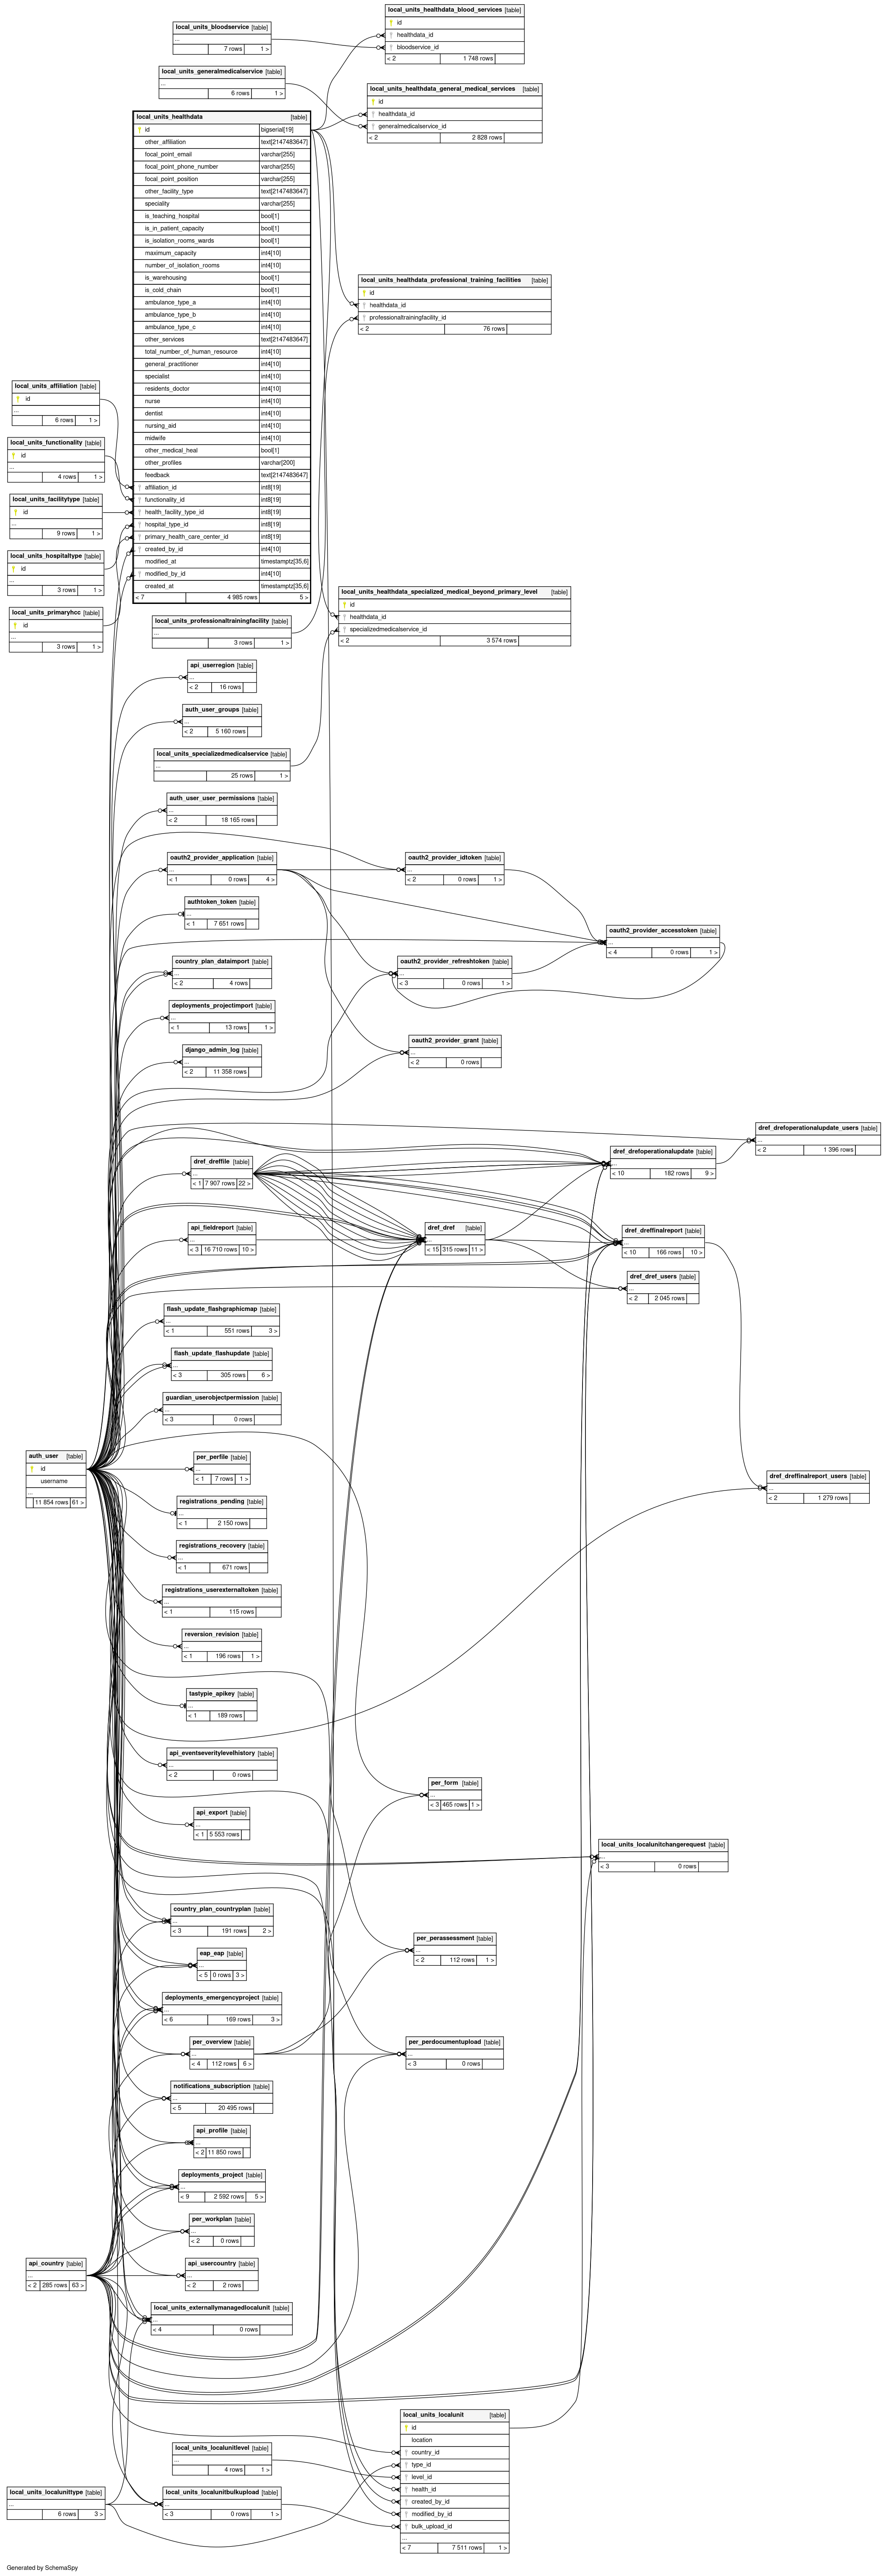 local_units_healthdata_blood_services [table]
id
healthdata_id
bloodservice_id
< 2 1 748 rows
local_units_bloodservice [table]
...
7 rows 1 >
local_units_generalmedicalservice [table]
...
6 rows 1 >
local_units_healthdata_general_medical_services [table]
id
healthdata_id
generalmedicalservice_id
< 2 2 828 rows
local_units_healthdata [table]
id bigserial[19]
other_affiliation text[2147483647]
focal_point_email varchar[255]
focal_point_phone_number varchar[255]
focal_point_position varchar[255]
other_facility_type text[2147483647]
speciality varchar[255]
is_teaching_hospital bool[1]
is_in_patient_capacity bool[1]
is_isolation_rooms_wards bool[1]
maximum_capacity int4[10]
number_of_isolation_rooms int4[10]
is_warehousing bool[1]
is_cold_chain bool[1]
ambulance_type_a int4[10]
ambulance_type_b int4[10]
ambulance_type_c int4[10]
other_services text[2147483647]
total_number_of_human_resource int4[10]
general_practitioner int4[10]
specialist int4[10]
residents_doctor int4[10]
nurse int4[10]
dentist int4[10]
nursing_aid int4[10]
midwife int4[10]
other_medical_heal bool[1]
other_profiles varchar[200]
feedback text[2147483647]
affiliation_id int8[19]
functionality_id int8[19]
health_facility_type_id int8[19]
hospital_type_id int8[19]
primary_health_care_center_id int8[19]
created_by_id int4[10]
modified_at timestamptz[35,6]
modified_by_id int4[10]
created_at timestamptz[35,6]
< 7 4 985 rows 5 >
local_units_healthdata_professional_training_facilities [table]
id
healthdata_id
professionaltrainingfacility_id
< 2 76 rows
local_units_affiliation [table]
id
...
6 rows 1 >
local_units_functionality [table]
id
...
4 rows 1 >
local_units_facilitytype [table]
id
...
9 rows 1 >
local_units_hospitaltype [table]
id
...
3 rows 1 >
local_units_primaryhcc [table]
id
...
3 rows 1 >
local_units_healthdata_specialized_medical_beyond_primary_level [table]
id
healthdata_id
specializedmedicalservice_id
< 2 3 574 rows
local_units_professionaltrainingfacility [table]
...
3 rows 1 >
api_userregion [table]
...
< 2 16 rows
auth_user_groups [table]
...
< 2 5 160 rows
local_units_specializedmedicalservice [table]
...
25 rows 1 >
auth_user_user_permissions [table]
...
< 2 18 165 rows
oauth2_provider_application [table]
...
< 1 0 rows 4 >
oauth2_provider_idtoken [table]
...
< 2 0 rows 1 >
authtoken_token [table]
...
< 1 7 651 rows
oauth2_provider_accesstoken [table]
...
< 4 0 rows 1 >
country_plan_dataimport [table]
...
< 2 4 rows
oauth2_provider_refreshtoken [table]
...
< 3 0 rows 1 >
deployments_projectimport [table]
...
< 1 13 rows 1 >
oauth2_provider_grant [table]
...
< 2 0 rows
django_admin_log [table]
...
< 2 11 358 rows
dref_drefoperationalupdate_users [table]
...
< 2 1 396 rows
dref_drefoperationalupdate [table]
...
< 10 182 rows 9 >
dref_dreffile [table]
...
< 1 7 907 rows 22 >
api_fieldreport [table]
...
< 3 16 710 rows 10 >
dref_dref [table]
...
< 15 315 rows 11 >
dref_dreffinalreport [table]
...
< 10 166 rows 10 >
dref_dref_users [table]
...
< 2 2 045 rows
flash_update_flashgraphicmap [table]
...
< 1 551 rows 3 >
flash_update_flashupdate [table]
...
< 3 305 rows 6 >
guardian_userobjectpermission [table]
...
< 3 0 rows
auth_user [table]
id
username
...
11 854 rows 61 >
per_perfile [table]
...
< 1 7 rows 1 >
dref_dreffinalreport_users [table]
...
< 2 1 279 rows
registrations_pending [table]
...
< 1 2 150 rows
registrations_recovery [table]
...
< 1 671 rows
registrations_userexternaltoken [table]
...
< 1 115 rows
reversion_revision [table]
...
< 1 196 rows 1 >
tastypie_apikey [table]
...
< 1 189 rows
api_eventseveritylevelhistory [table]
...
< 2 0 rows
per_form [table]
...
< 3 465 rows 1 >
api_export [table]
...
< 1 5 553 rows
local_units_localunitchangerequest [table]
...
< 3 0 rows
country_plan_countryplan [table]
...
< 3 191 rows 2 >
per_perassessment [table]
...
< 2 112 rows 1 >
eap_eap [table]
...
< 5 0 rows 3 >
deployments_emergencyproject [table]
...
< 6 169 rows 3 >
per_overview [table]
...
< 4 112 rows 6 >
per_perdocumentupload [table]
...
< 3 0 rows
notifications_subscription [table]
...
< 5 20 495 rows
api_profile [table]
...
< 2 11 850 rows
deployments_project [table]
...
< 9 2 592 rows 5 >
per_workplan [table]
...
< 2 0 rows
api_country [table]
...
< 2 285 rows 63 >
api_usercountry [table]
...
< 2 2 rows
local_units_externallymanagedlocalunit [table]
...
< 4 0 rows
local_units_localunit [table]
id
location
country_id
type_id
level_id
health_id
created_by_id
modified_by_id
bulk_upload_id
...
< 7 7 511 rows 1 >
local_units_localunitlevel [table]
...
4 rows 1 >
local_units_localunittype [table]
...
6 rows 3 >
local_units_localunitbulkupload [table]
...
< 3 0 rows 1 >
Generated by SchemaSpy